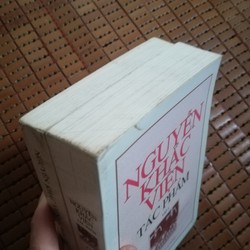 NGUYỄN
KHẮC
VIỆN
TÁC PHẨM